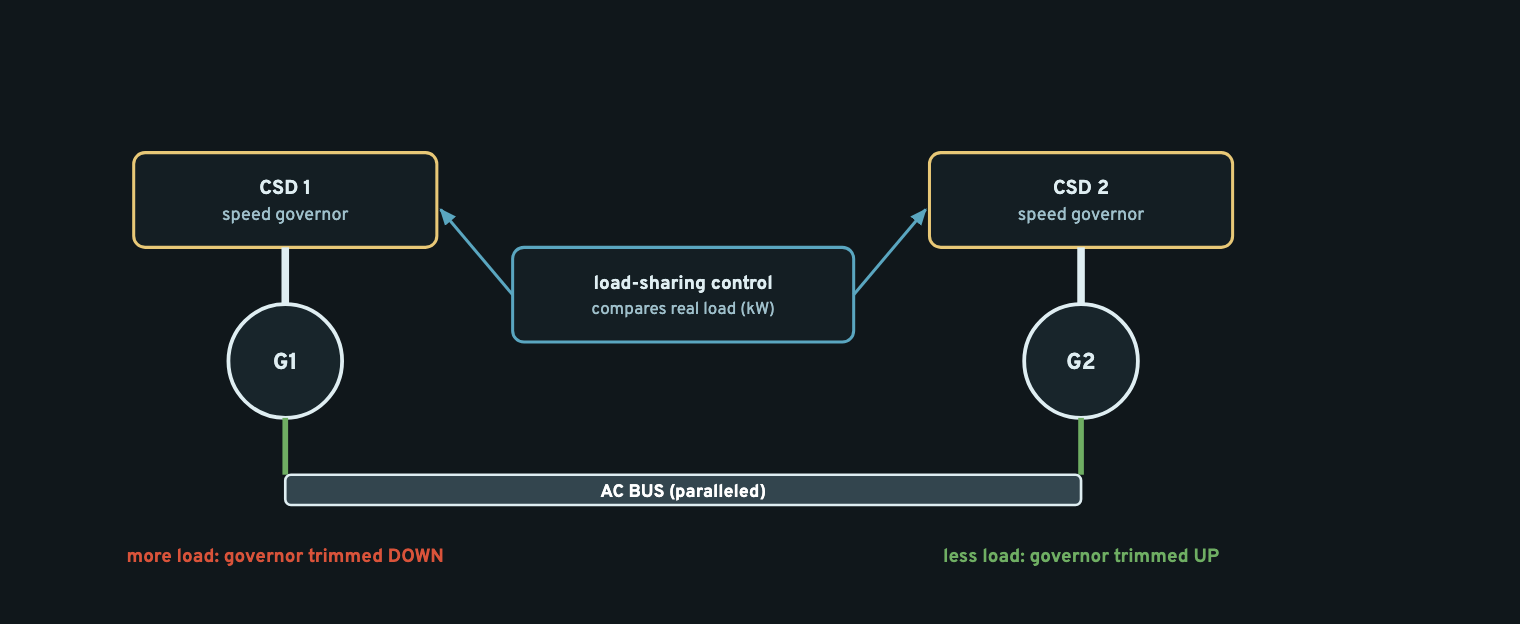 CSD 1
speed governor
CSD 2
speed governor
load-sharing control
compares real load (kW)
G1
G2
AC BUS (paralleled)
more load: governor trimmed DOWN
less load: governor trimmed UP